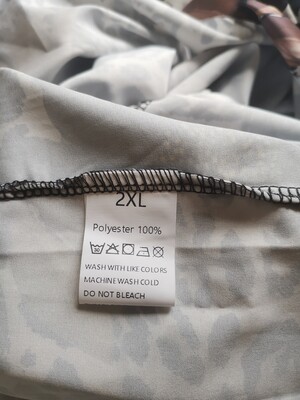 2XL
Polyester 100%
WASH WITH LIKE COLORS
MACHINE WASH COLD
DO NOT BLEACH